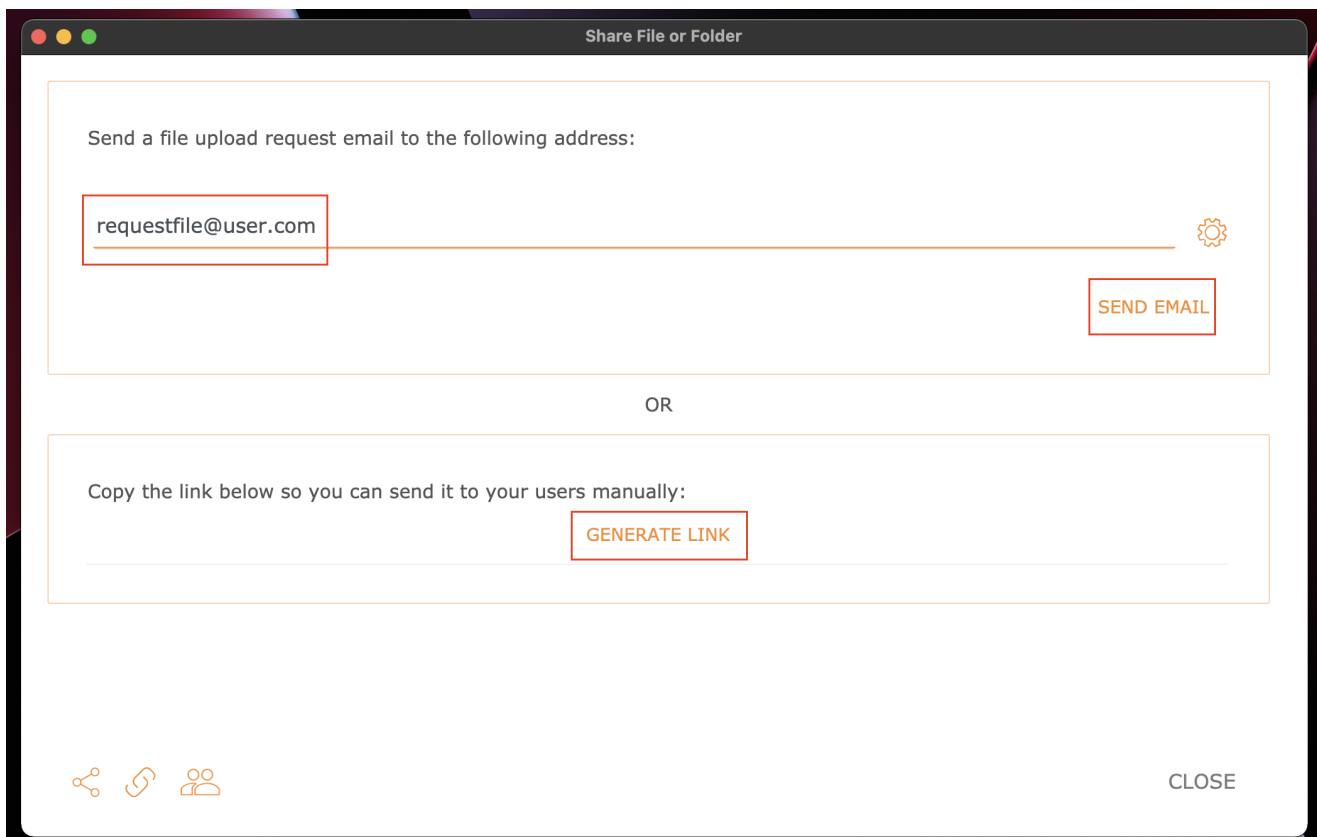 Share File or Folder
Send a file upload request email to the following address:
requestfile@user.com
SEND EMAIL
OR
Copy the link below so you can send it to your users manually:
GENERATE LINK
CLOSE